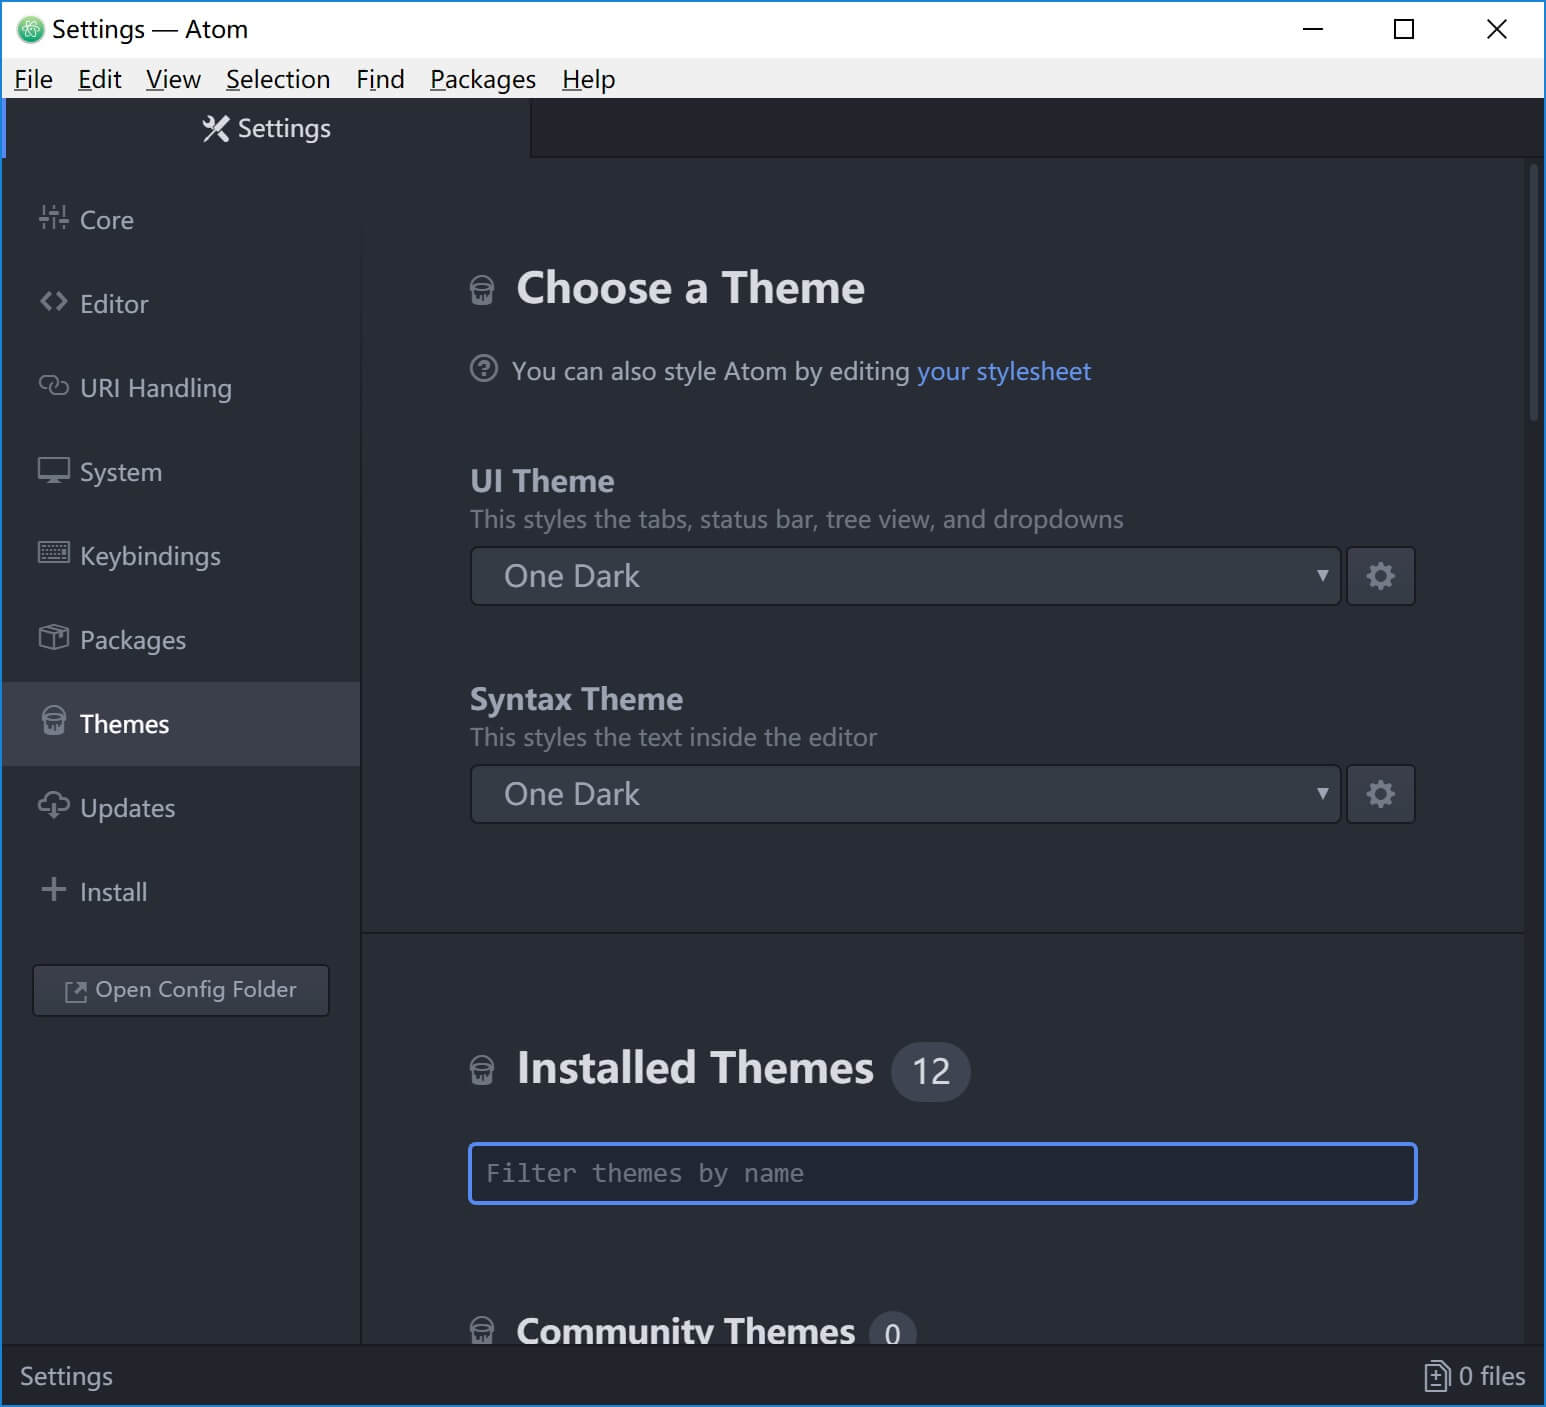 Settings — Atom
File Edit View Selection Find Packages Help
Settings
Core
Editor
URI Handling
System
Keybindings
Packages
Themes
Updates
Install
Open Config Folder
Choose a Theme
You can also style Atom by editing your stylesheet
UI Theme
This styles the tabs, status bar, tree view, and dropdowns
One Dark
Syntax Theme
This styles the text inside the editor
One Dark
Installed Themes 12
Filter themes by name
Community Themes 0
Settings
0 files